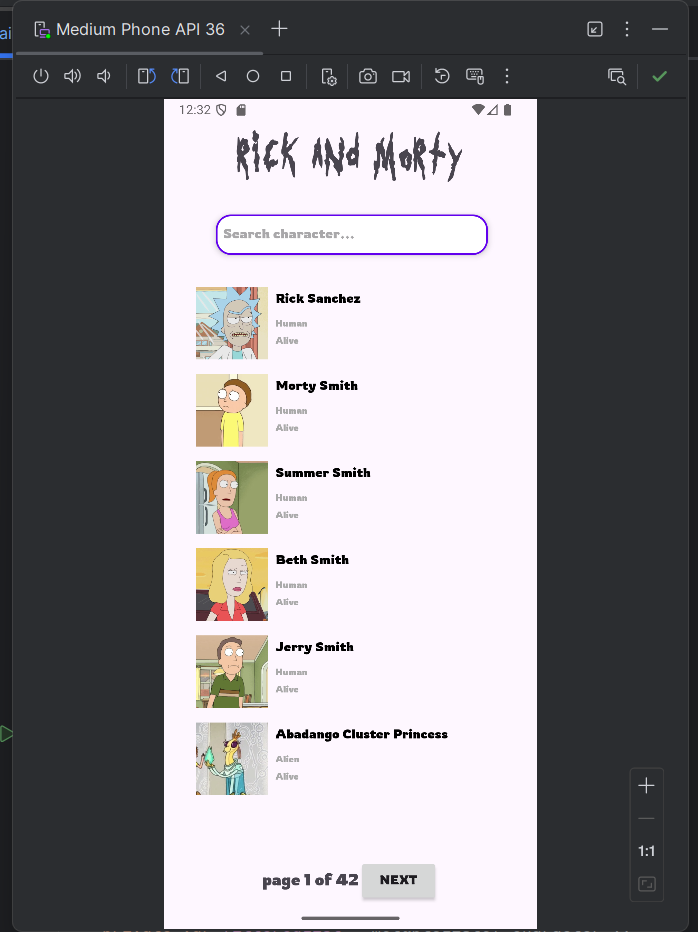 ai
Medium Phone API 36
12:32
Rick and Morty
Search character...
Rick Sanchez
Human
Alive
Morty Smith
Human
Alive
Summer Smith
Human
Alive
Beth Smith
Human
Alive
Jerry Smith
Human
Alive
Abadango Cluster Princess
Alien
Alive
1:1
page 1 of 42 NEXT